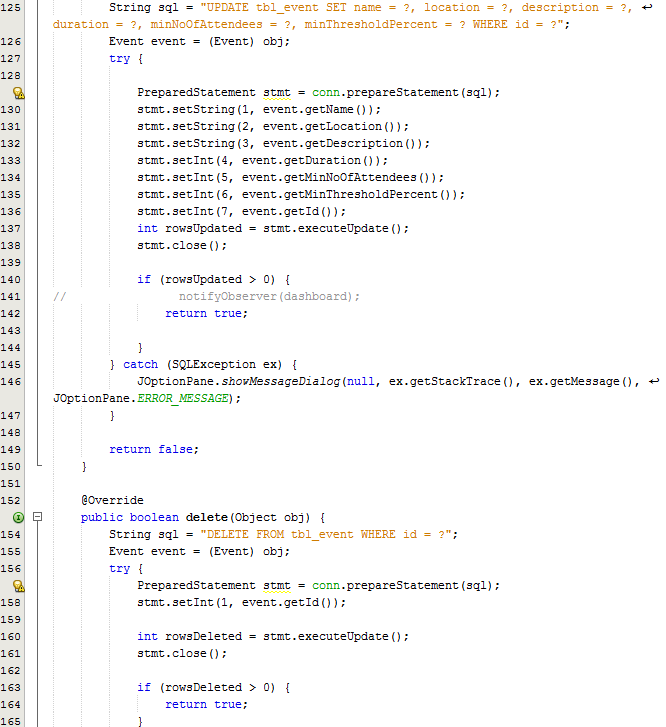 125 String sql = "UPDATE tbl_event SET name = ?, location = ?, description = ?, ↩
duration = ?, minNoOfAttendees = ?, minThresholdPercent = ? WHERE id = ?";
126 Event event = (Event) obj;
127 try {
128
PreparedStatement stmt = conn.prepareStatement(sql);
130 stmt.setString(1, event.getName());
131 stmt.setString(2, event.getLocation());
132 stmt.setString(3, event.getDescription());
133 stmt.setInt(4, event.getDuration());
134 stmt.setInt(5, event.getMinNoOfAttendees());
135 stmt.setInt(6, event.getMinThresholdPercent());
136 stmt.setInt(7, event.getId());
137 int rowsUpdated = stmt.executeUpdate();
138 stmt.close();
139
140 if (rowsUpdated > 0) {
141 // notifyObserver(dashboard);
142 return true;
143
144 }
145 } catch (SQLException ex) {
146 JOptionPane.showMessageDialog(null, ex.getStackTrace(), ex.getMessage(), ↩
JOptionPane.ERROR_MESSAGE);
147 }
148
149 return false;
150 }
151
152 @Override
public boolean delete(Object obj) {
154 String sql = "DELETE FROM tbl_event WHERE id = ?";
155 Event event = (Event) obj;
156 try {
PreparedStatement stmt = conn.prepareStatement(sql);
158 stmt.setInt(1, event.getId());
159
160 int rowsDeleted = stmt.executeUpdate();
161 stmt.close();
162
163 if (rowsDeleted > 0) {
164 return true;
165 }